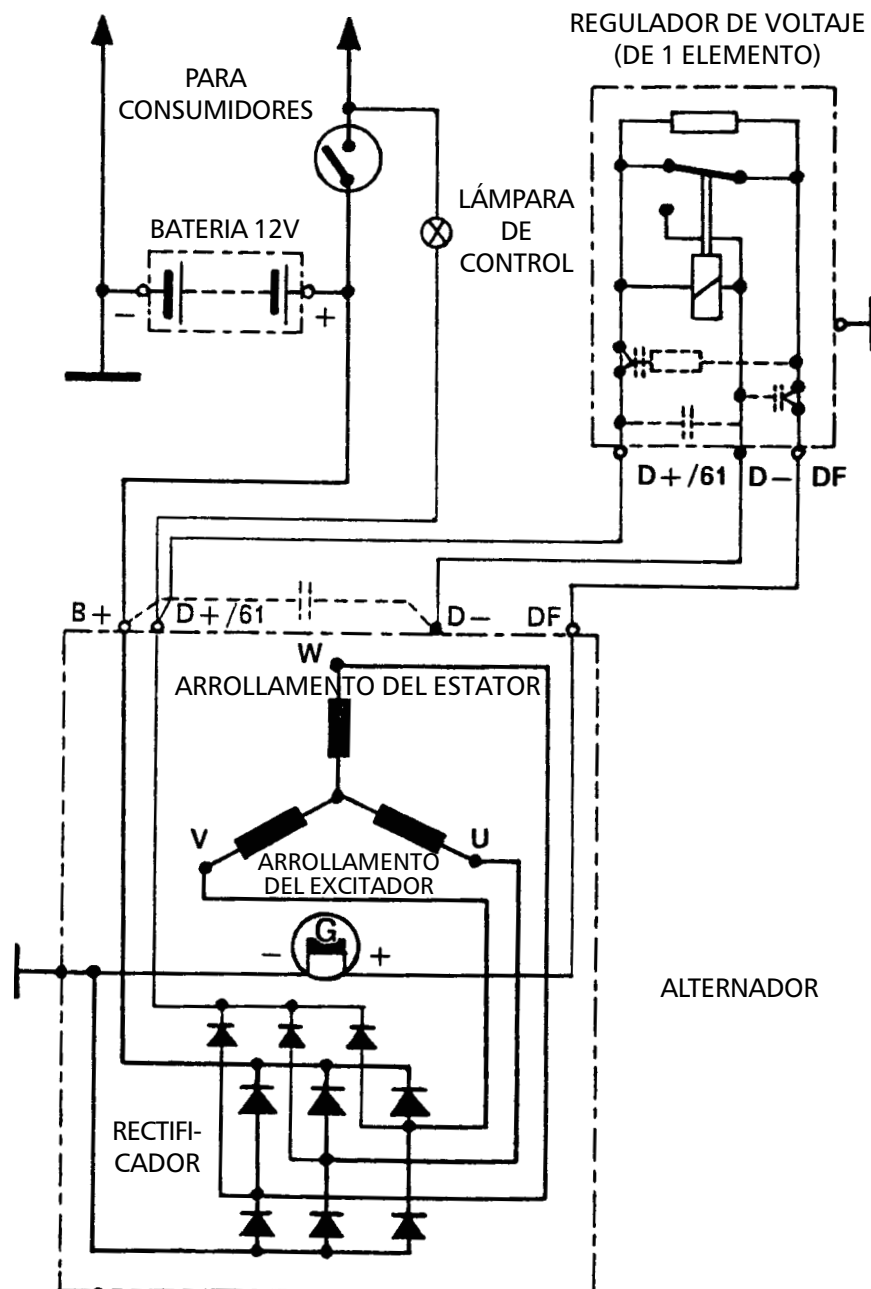 REGULADOR DE VOLTAJE
(DE 1 ELEMENTO)
PARA
CONSUMIDORES
LÁMPARA
DE
CONTROL
BATERIA 12V
-
+
D+/61
D-
DF
B+
D+/61
D-
DF
W
ARROLLAMENTO DEL ESTATOR
V
U
ARROLLAMENTO
DEL EXCITADOR
G
-
+
ALTERNADOR
RECTIFI-
CADOR